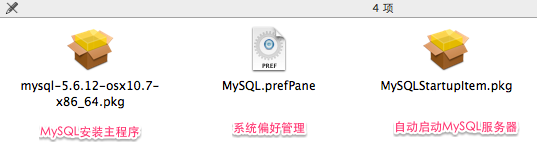 4 项
PREF
mysql-5.6.12-osx10.7-
x86_64.pkg
MySQL.prefPane
MySQLStartupItem.pkg
MySQL安装主程序
系统偏好管理
自动启动MySQL服务器